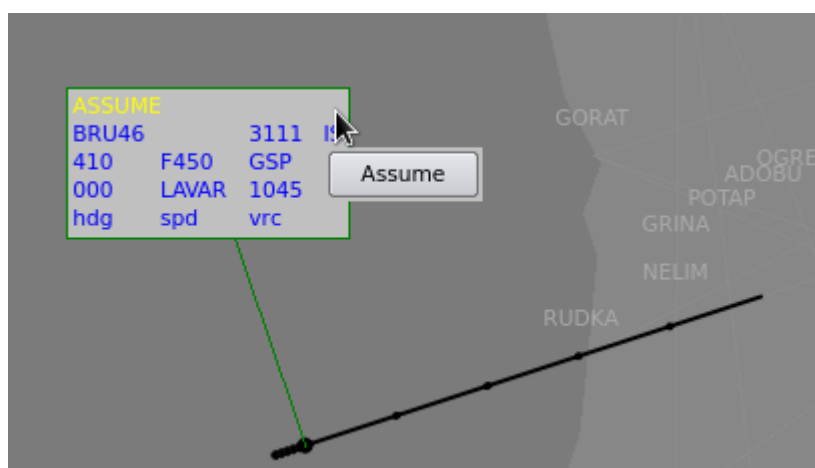 ASSUME
BRU46 3111
410 F450 GSP
000 LAVAR 1045
hdg spd vrc
Assume
GORAT
OGRE
ADOBU
POTAP
GRINA
NELIM
RUDKA